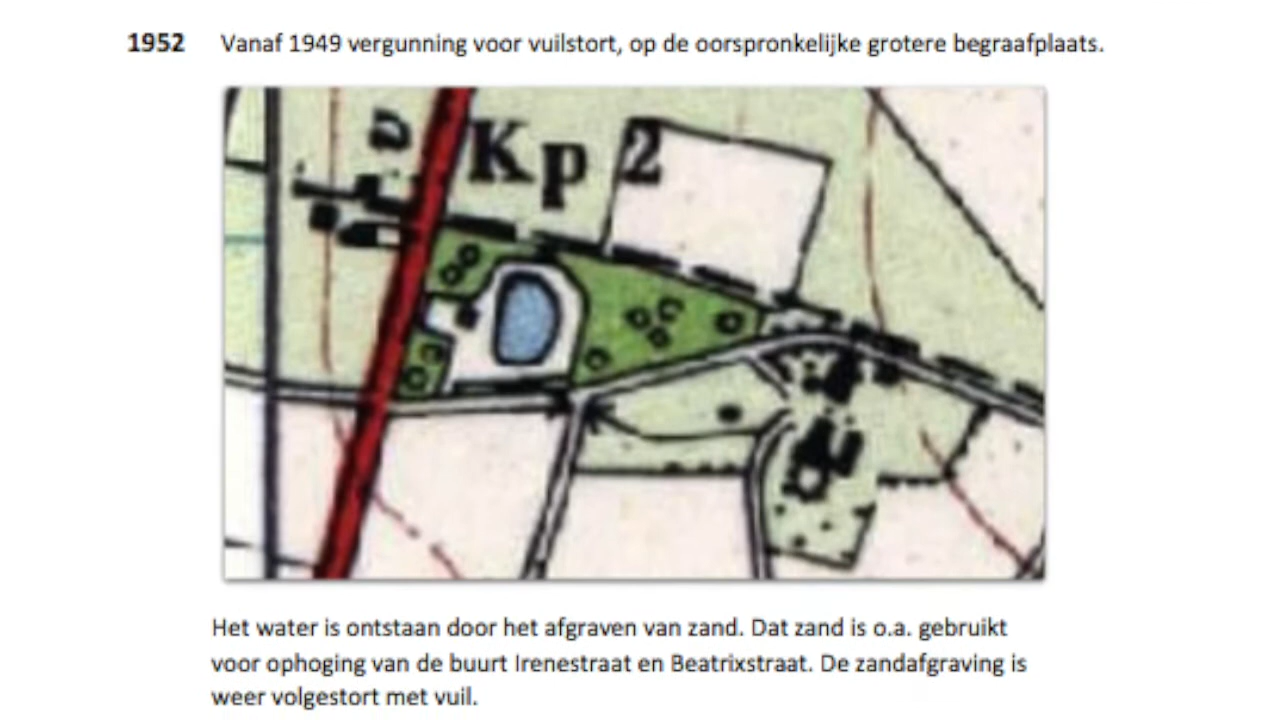 1952 Vanaf 1949 vergunning voor vuilstort, op de oorspronkelijke grotere begraafplaats.
Kp 2
Het water is ontstaan door het afgraven van zand. Dat zand is o.a. gebruikt
voor ophoging van de buurt Irenestraat en Beatrixstraat. De zandafgraving is
weer volgestort met vuil.